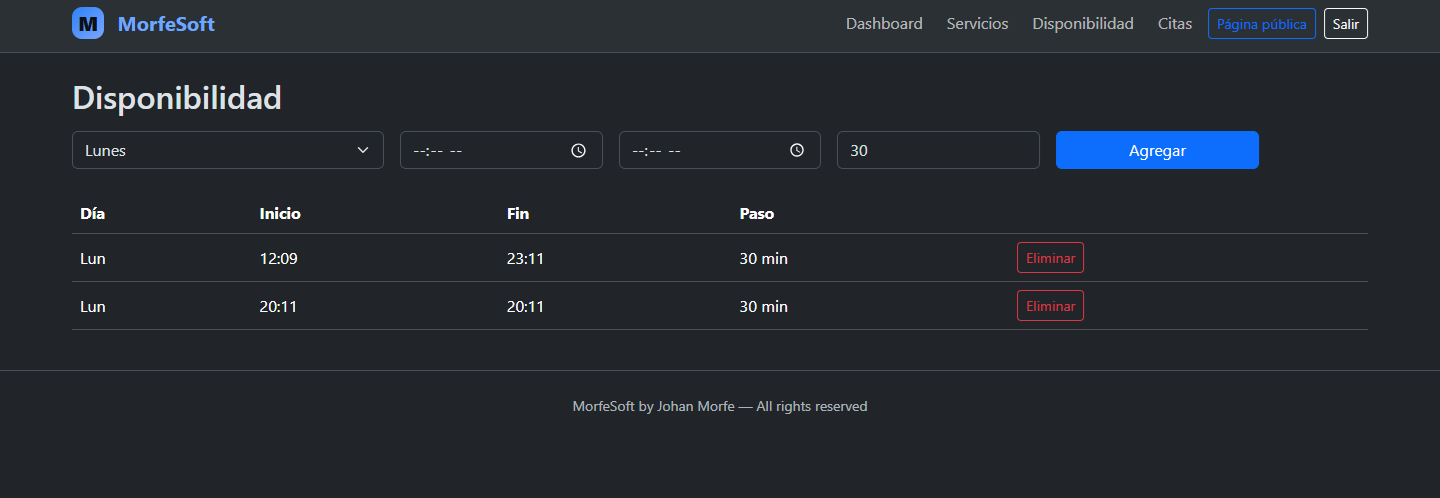 M MorfeSoft Dashboard Servicios Disponibilidad Citas Página pública Salir
Disponibilidad
Lunes --:-- -- --:-- -- 30 Agregar
Día Inicio Fin Paso
Lun 12:09 23:11 30 min Eliminar
Lun 20:11 20:11 30 min Eliminar
MorfeSoft by Johan Morfe — All rights reserved